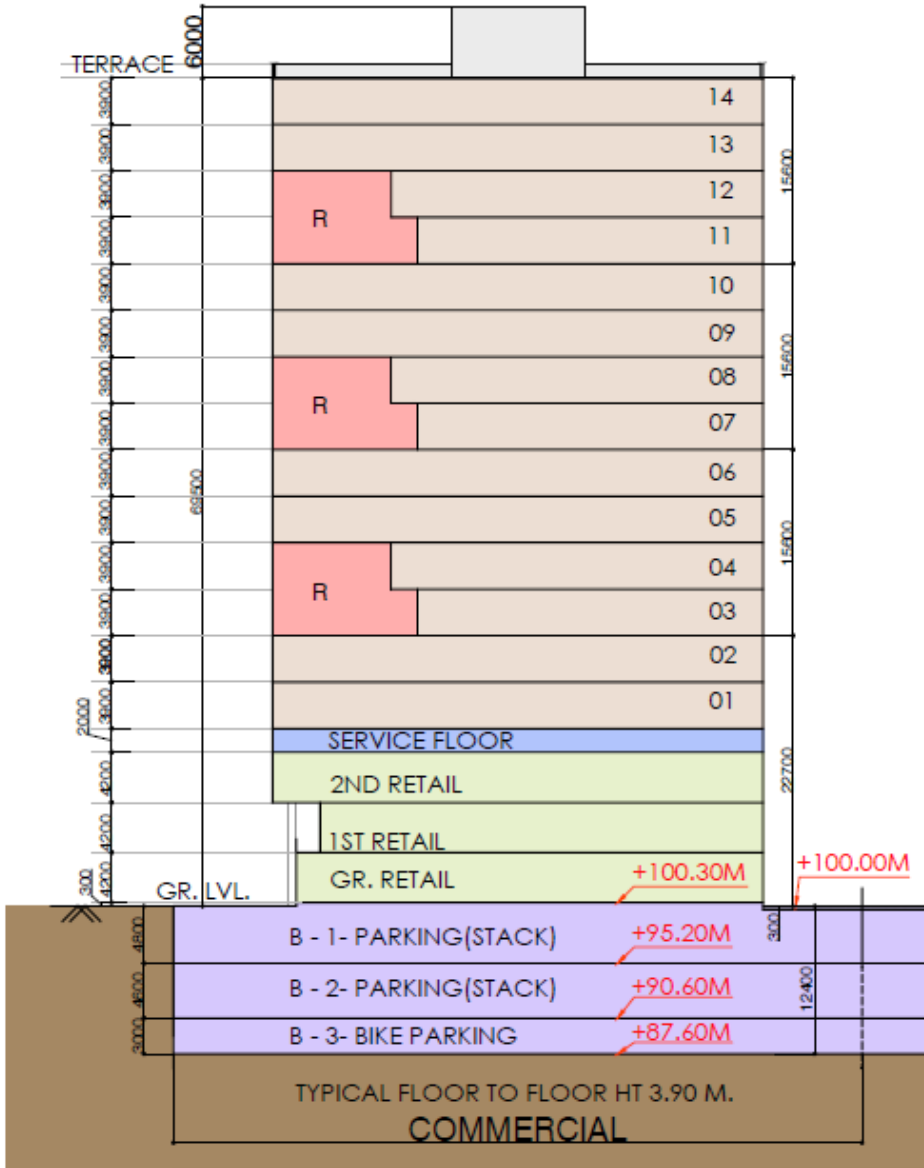 6000
TERRACE
3900
14
3900
13
15600
3900
12
R
3900
11
3900
10
3900
09
3900
08
15600
R
3900
07
3900
06
69500
3900
05
3900
04
15600
R
3900
03
3900
02
3900
01
2000
SERVICE FLOOR
4200
2ND RETAIL
22700
4200
1ST RETAIL
4200
GR. RETAIL
+100.30M
+100.00M
300
GR. LVL.
300
4800
B - 1- PARKING(STACK)
+95.20M
4600
B - 2- PARKING(STACK)
+90.60M
12400
3000
B - 3- BIKE PARKING
+87.60M
TYPICAL FLOOR TO FLOOR HT 3.90 M.
COMMERCIAL